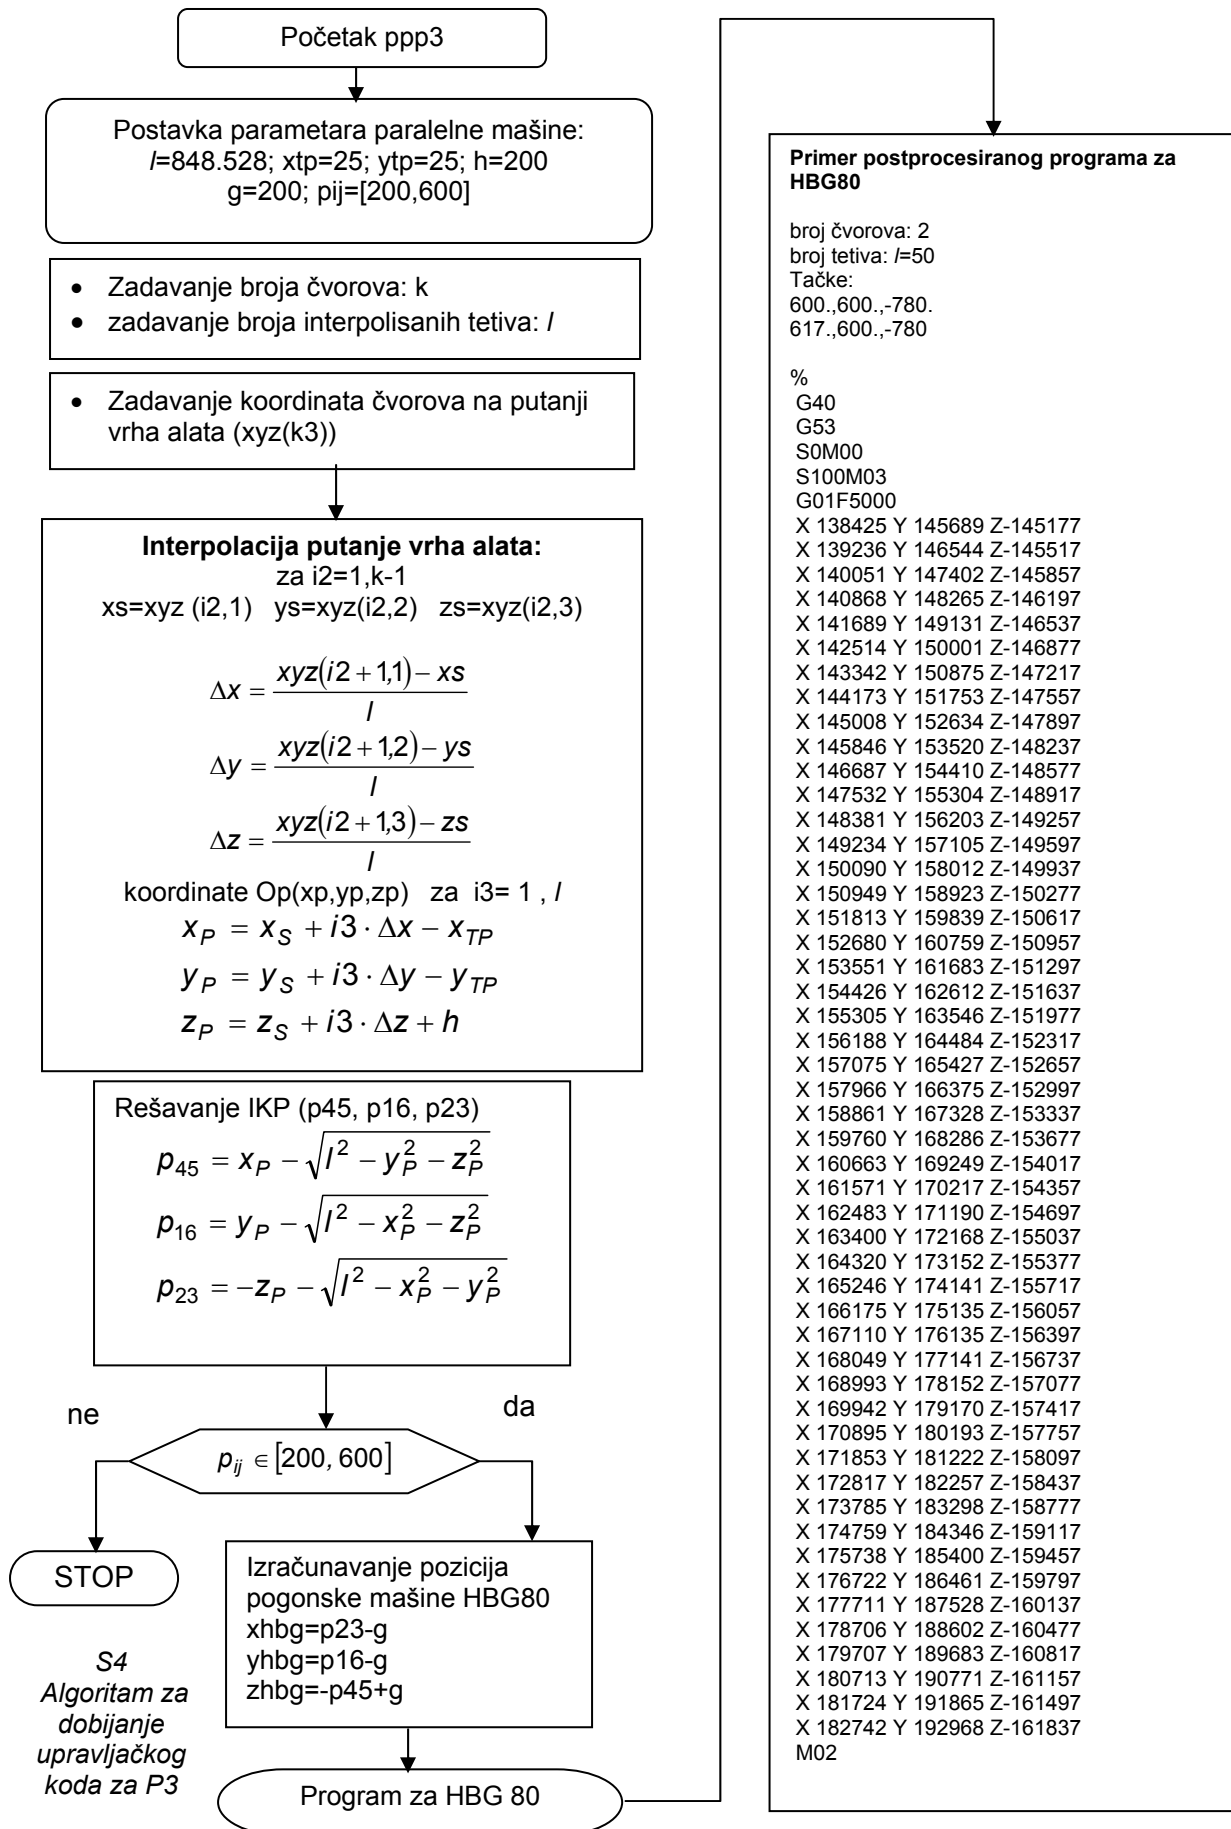 Početak ppp3
Postavka parametara paralelne mašine:
l=848.528; xtp=25; ytp=25; h=200
g=200; pij=[200,600]
• Zadavanje broja čvorova: k
• zadavanje broja interpolisanih tetiva: l
• Zadavanje koordinata čvorova na putanji
vrha alata (xyz(k3))
Interpolacija putanje vrha alata:
za i2=1,k-1
xs=xyz (i2,1) ys=xyz(i2,2) zs=xyz(i2,3)
Δx = (xyz(i2+1,1) − xs) / l
Δy = (xyz(i2+1,2) − ys) / l
Δz = (xyz(i2+1,3) − zs) / l
koordinate Op(xp,yp,zp) za i3= 1 , l
x_P = x_S + i3 · Δx − x_TP
y_P = y_S + i3 · Δy − y_TP
z_P = z_S + i3 · Δz + h
Rešavanje IKP (p45, p16, p23)
p_45 = x_P − √(l² − y_P² − z_P²)
p_16 = y_P − √(l² − x_P² − z_P²)
p_23 = −z_P − √(l² − x_P² − y_P²)
ne
da
p_ij ∈ [200, 600]
STOP
Izračunavanje pozicija
pogonske mašine HBG80
xhbg=p23-g
yhbg=p16-g
zhbg=-p45+g
S4
Algoritam za
dobijanje
upravljačkog
koda za P3
Program za HBG 80
Primer postprocesiranog programa za
HBG80
broj čvorova: 2
broj tetiva: l=50
Tačke:
600.,600.,-780.
617.,600.,-780
%
G40
G53
S0M00
S100M03
G01F5000
X 138425 Y 145689 Z-145177
X 139236 Y 146544 Z-145517
X 140051 Y 147402 Z-145857
X 140868 Y 148265 Z-146197
X 141689 Y 149131 Z-146537
X 142514 Y 150001 Z-146877
X 143342 Y 150875 Z-147217
X 144173 Y 151753 Z-147557
X 145008 Y 152634 Z-147897
X 145846 Y 153520 Z-148237
X 146687 Y 154410 Z-148577
X 147532 Y 155304 Z-148917
X 148381 Y 156203 Z-149257
X 149234 Y 157105 Z-149597
X 150090 Y 158012 Z-149937
X 150949 Y 158923 Z-150277
X 151813 Y 159839 Z-150617
X 152680 Y 160759 Z-150957
X 153551 Y 161683 Z-151297
X 154426 Y 162612 Z-151637
X 155305 Y 163546 Z-151977
X 156188 Y 164484 Z-152317
X 157075 Y 165427 Z-152657
X 157966 Y 166375 Z-152997
X 158861 Y 167328 Z-153337
X 159760 Y 168286 Z-153677
X 160663 Y 169249 Z-154017
X 161571 Y 170217 Z-154357
X 162483 Y 171190 Z-154697
X 163400 Y 172168 Z-155037
X 164320 Y 173152 Z-155377
X 165246 Y 174141 Z-155717
X 166175 Y 175135 Z-156057
X 167110 Y 176135 Z-156397
X 168049 Y 177141 Z-156737
X 168993 Y 178152 Z-157077
X 169942 Y 179170 Z-157417
X 170895 Y 180193 Z-157757
X 171853 Y 181222 Z-158097
X 172817 Y 182257 Z-158437
X 173785 Y 183298 Z-158777
X 174759 Y 184346 Z-159117
X 175738 Y 185400 Z-159457
X 176722 Y 186461 Z-159797
X 177711 Y 187528 Z-160137
X 178706 Y 188602 Z-160477
X 179707 Y 189683 Z-160817
X 180713 Y 190771 Z-161157
X 181724 Y 191865 Z-161497
X 182742 Y 192968 Z-161837
M02